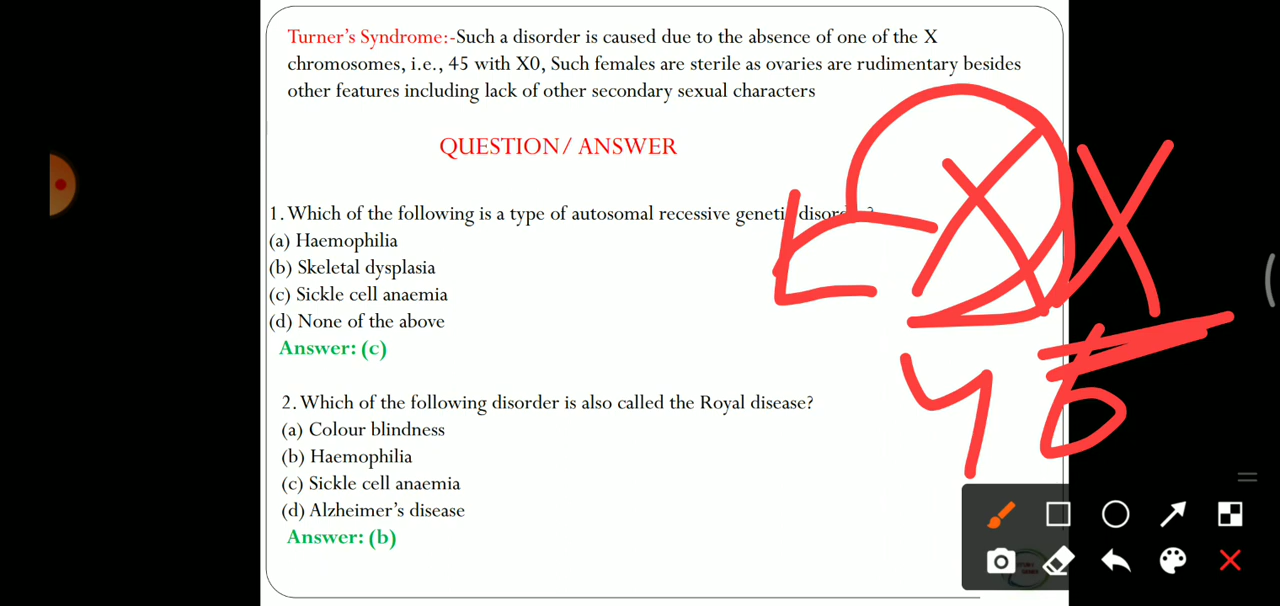 Turner's Syndrome:-Such a disorder is caused due to the absence of one of the X
chromosomes, i.e., 45 with X0, Such females are sterile as ovaries are rudimentary besides
other features including lack of other secondary sexual characters
QUESTION/ ANSWER
1. Which of the following is a type of autosomal recessive genetic disorder?
(a) Haemophilia
(b) Skeletal dysplasia
(c) Sickle cell anaemia
(d) None of the above
Answer: (c)
2. Which of the following disorder is also called the Royal disease?
(a) Colour blindness
(b) Haemophilia
(c) Sickle cell anaemia
(d) Alzheimer's disease
Answer: (b)
X X
45